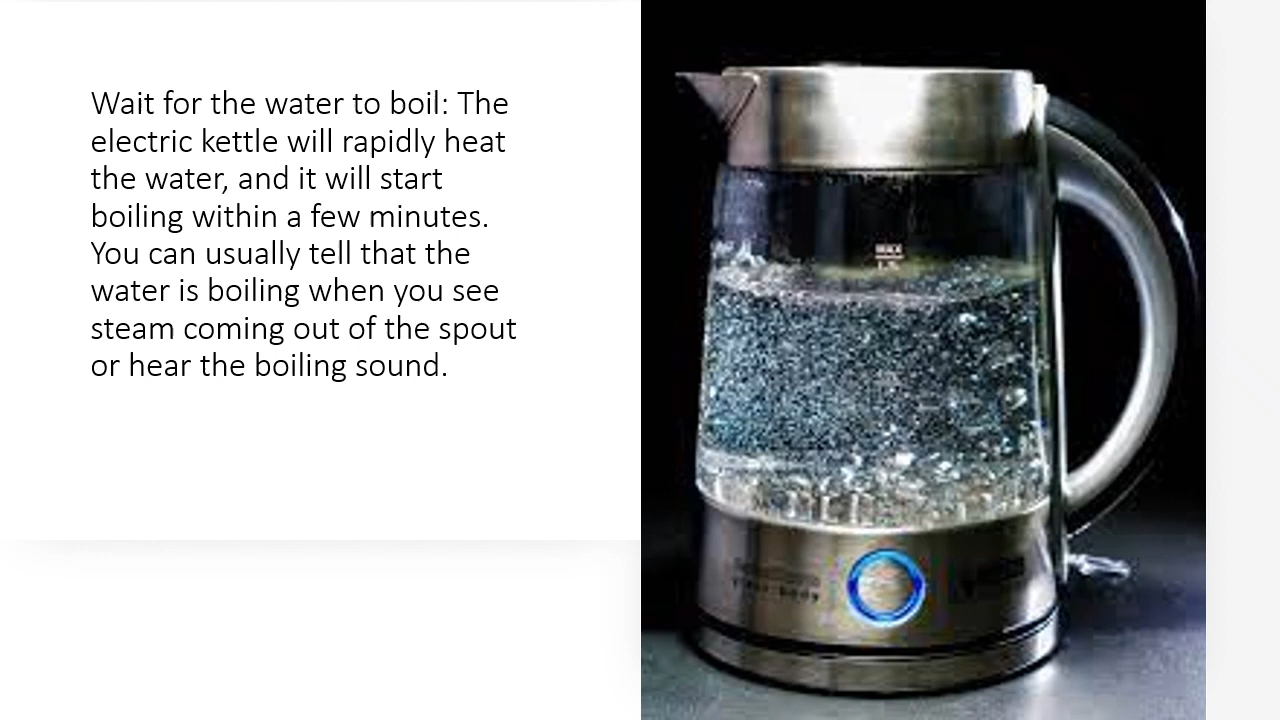 Wait for the water to boil: The
electric kettle will rapidly heat
the water, and it will start
boiling within a few minutes.
You can usually tell that the
water is boiling when you see
steam coming out of the spout
or hear the boiling sound.
MAX